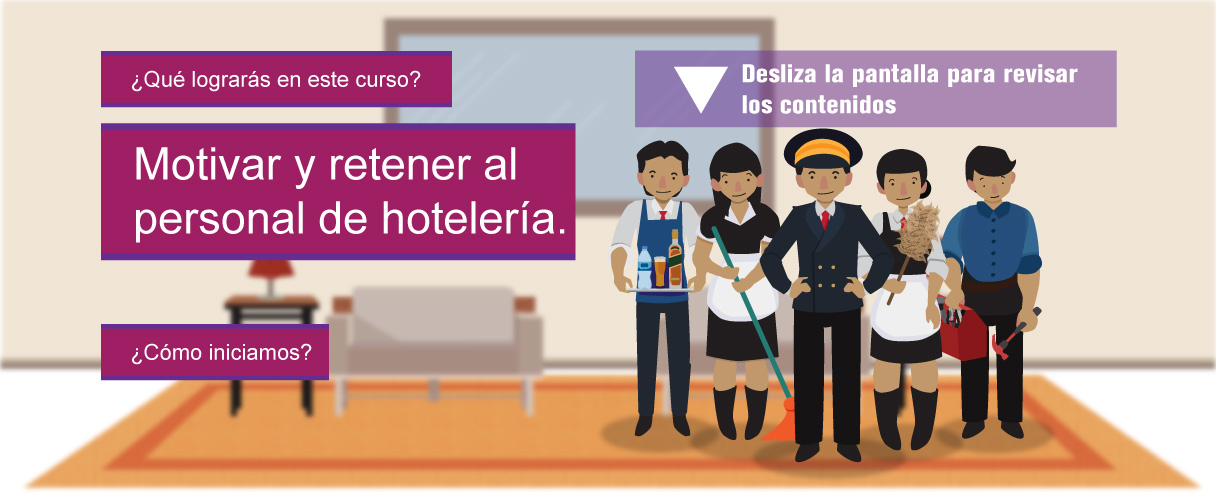 ¿Qué lograrás en este curso?
Motivar y retener al
personal de hotelería.
¿Cómo iniciamos?
Desliza la pantalla para revisar
los contenidos